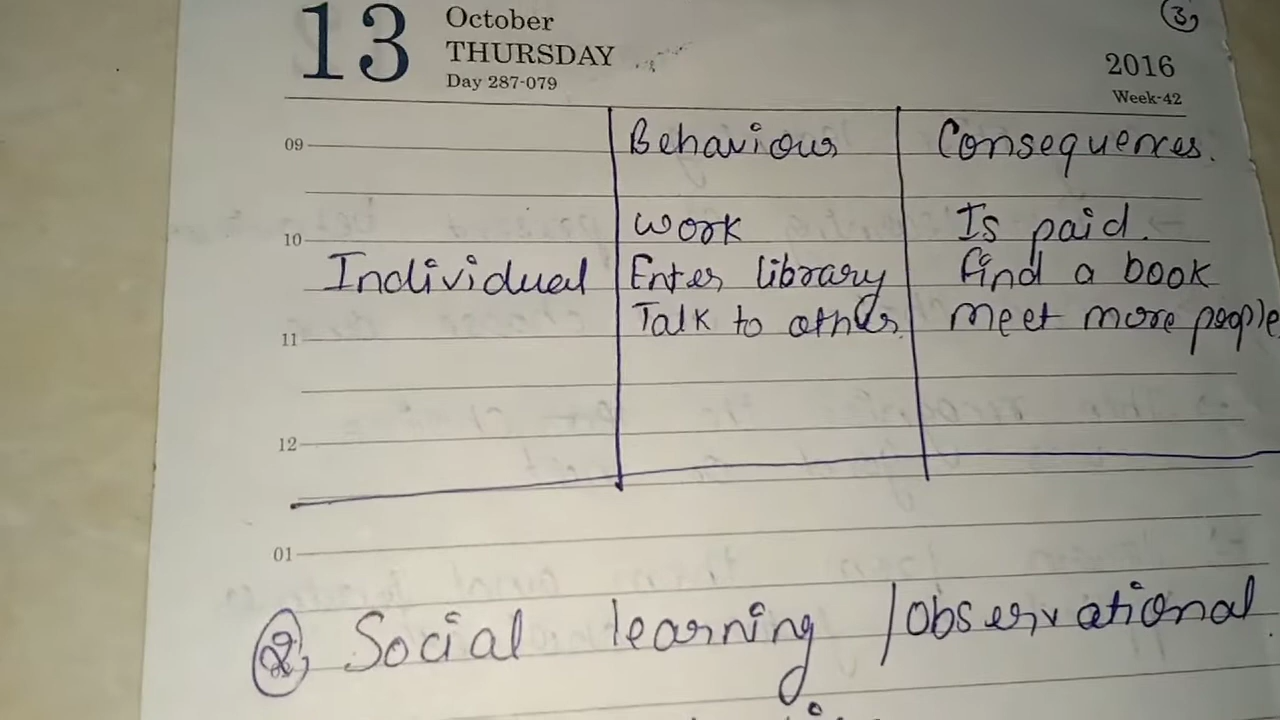 3,
13 October
THURSDAY
Day 287-079
2016
Week-42
09 Behaviour Consequences.
10 Work Is paid.
Individual Enter library find a book
11 Talk to others. meet more people
12
01
2, Social learning /observational